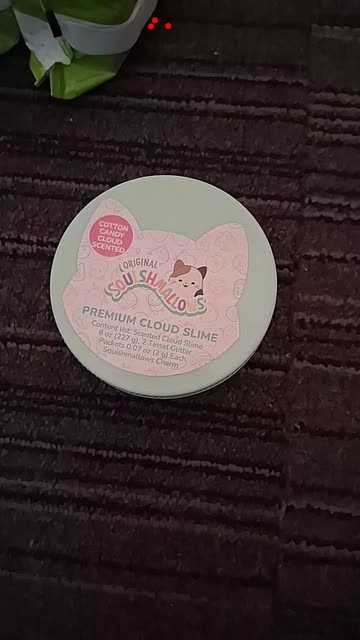 COTTON
CANDY
CLOUD
SCENTED
ORIGINAL
SQUISHMALLOWS
PREMIUM CLOUD SLIME
Content list: Scented Cloud Slime
8 oz (227 g), 2 Tinsel Glitter
Packets 0.07 oz (2 g) Each,
Squishmallows Charm